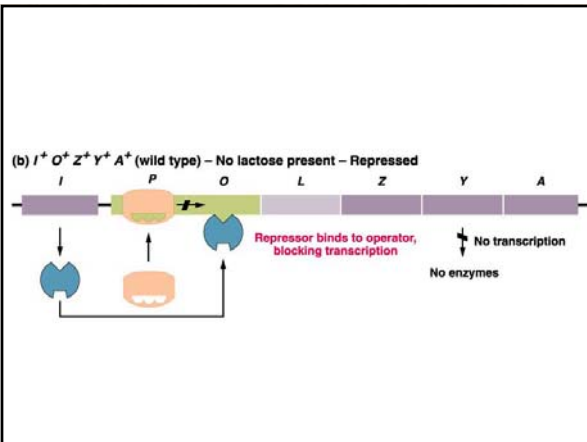 (b) I⁺ O⁺ Z⁺ Y⁺ A⁺ (wild type) – No lactose present – Repressed
I P O L Z Y A
Repressor binds to operator,
blocking transcription
No transcription
No enzymes